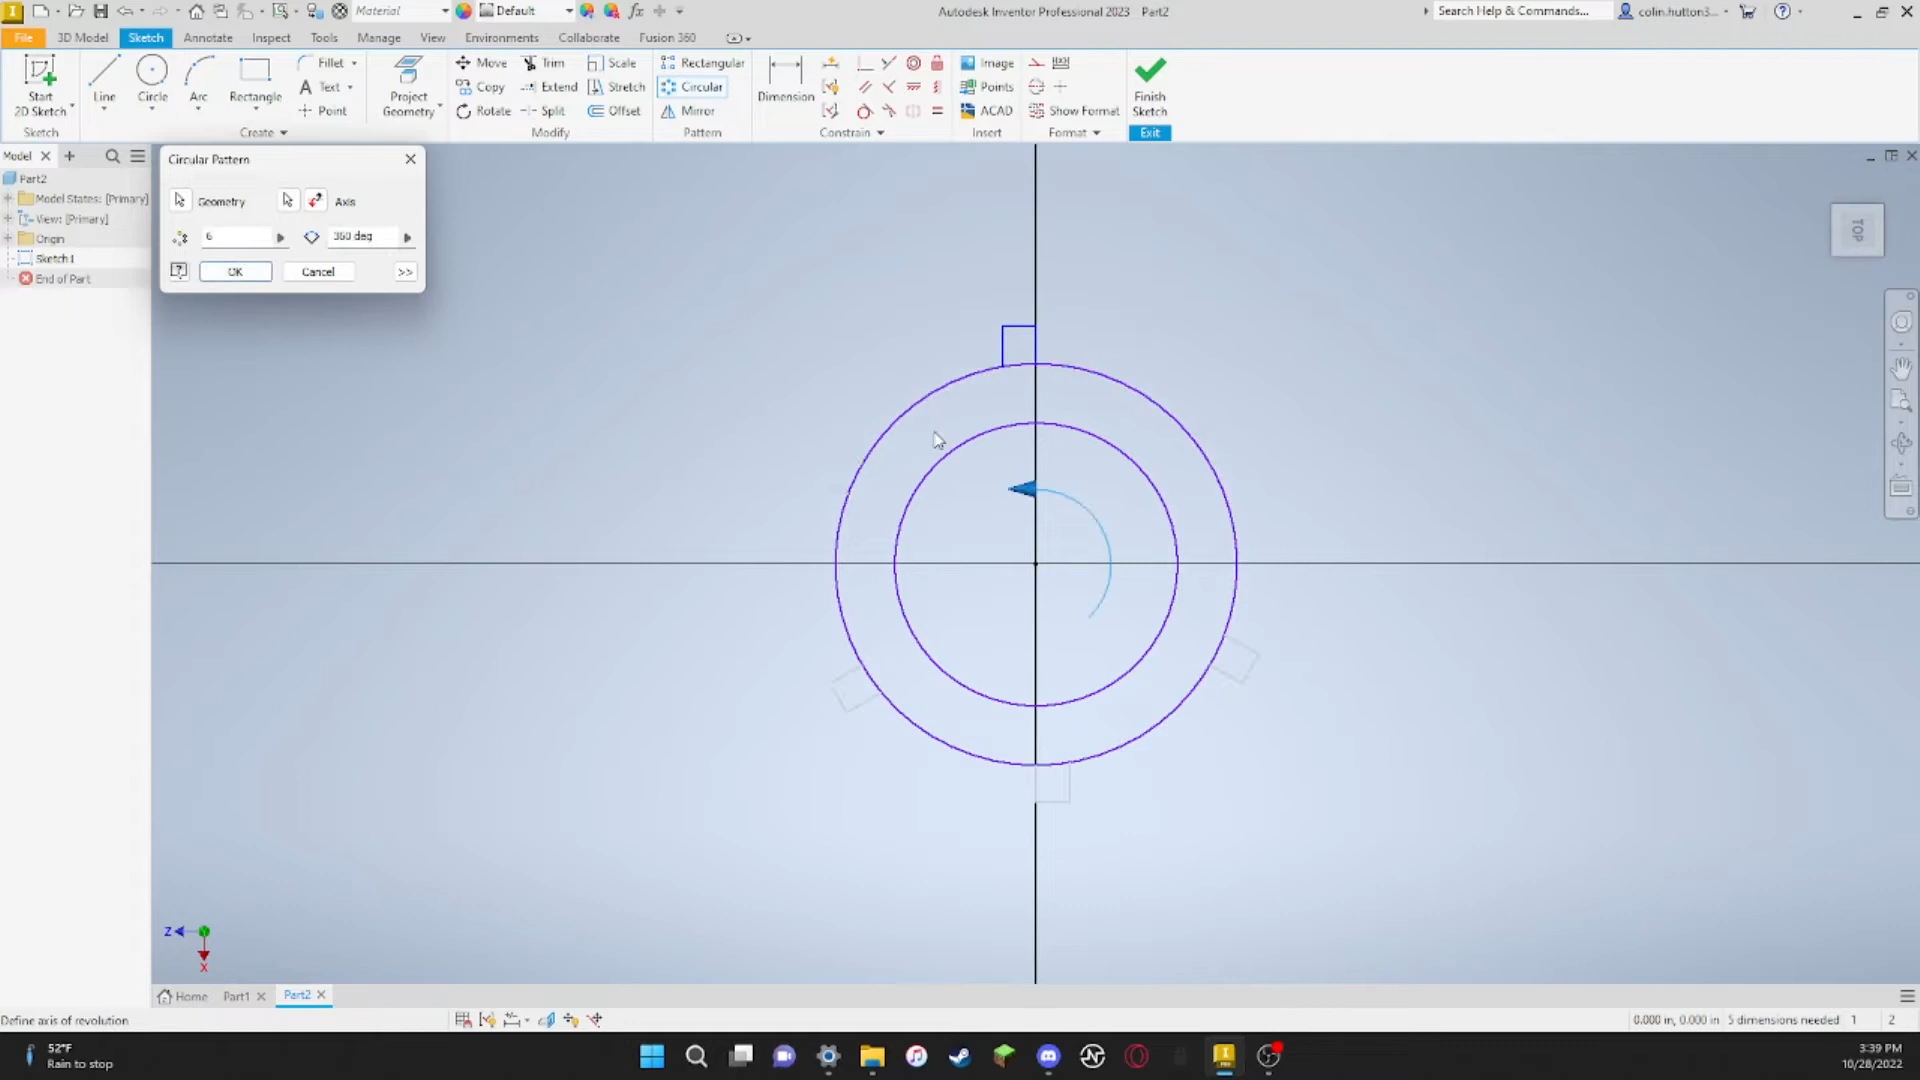 Material
Default
Autodesk Inventor Professional 2023 Part2
Search Help & Commands...
colin.hutton3...
File 3D Model Sketch Annotate Inspect Tools Manage View Environments Collaborate Fusion 360
Start 2D Sketch
Line
Circle
Arc
Rectangle
Fillet
Text
Point
Project Geometry
Move
Copy
Rotate
Trim
Extend
Split
Scale
Stretch
Offset
Rectangular
Circular
Mirror
Dimension
Image
Points
ACAD
Show Format
Finish Sketch
Sketch Create Modify Pattern Constrain Insert Format Exit
Model
Part2
Model States: [Primary]
View: [Primary]
Origin
Sketch1
End of Part
Circular Pattern
Geometry Axis
6 360 deg
OK Cancel >>
TOP
Z
X
Home Part1 Part2
Define axis of revolution
0.000 in, 0.000 in 5 dimensions needed 1 2
52°F
Rain to stop
3:39 PM
10/28/2022